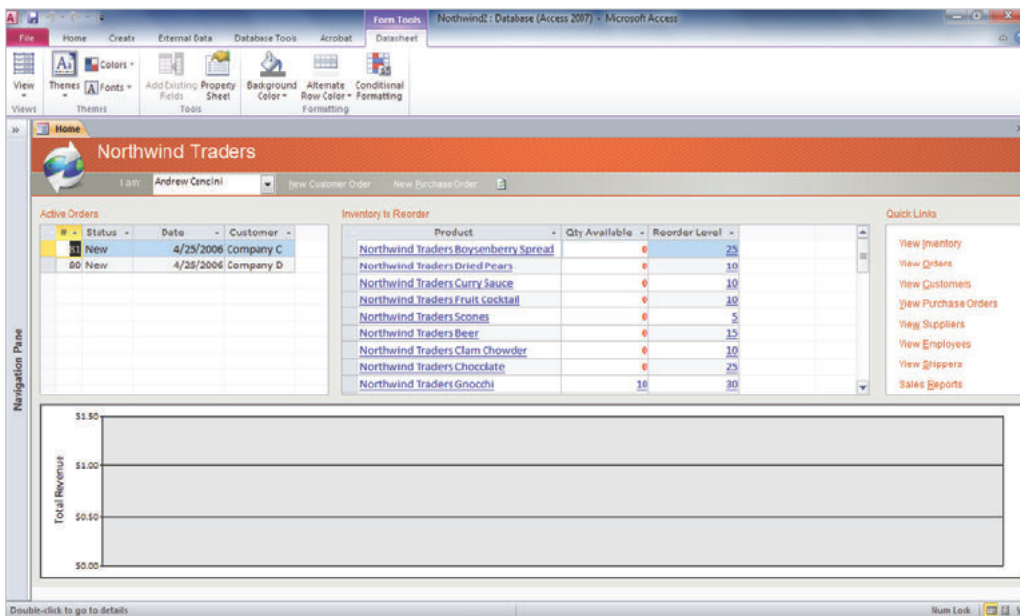 Form Tools Northwind2 : Database (Access 2007) - Microsoft Access
File Home Create External Data Database Tools Acrobat Datasheet
View
Views
Themes
Colors
Fonts
Themes
Add Existing Fields
Property Sheet
Tools
Background Color
Alternate Row Color
Conditional Formatting
Formatting
Home
Northwind Traders
I am: Andrew Cencini New Customer Order New Purchase Order
Navigation Pane
Active Orders
# Status Date Customer
81 New 4/25/2006 Company C
80 New 4/25/2006 Company D
Inventory to Reorder
Product Qty Available Reorder Level
Northwind Traders Boysenberry Spread 0 25
Northwind Traders Dried Pears 0 10
Northwind Traders Curry Sauce 0 10
Northwind Traders Fruit Cocktail 0 10
Northwind Traders Scones 0 5
Northwind Traders Beer 0 15
Northwind Traders Clam Chowder 0 10
Northwind Traders Chocolate 0 25
Northwind Traders Gnocchi 10 30
Quick Links
View Inventory
View Orders
View Customers
View Purchase Orders
View Suppliers
View Employees
View Shippers
Sales Reports
Total Revenue
$1.50
$1.00
$0.50
$0.00
Double-click to go to details Num Lock